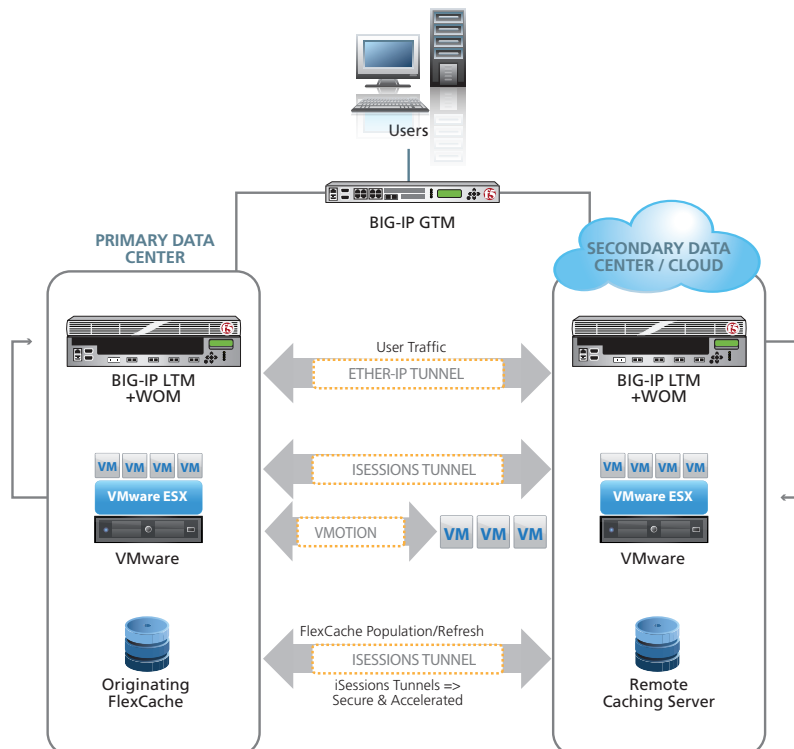 Users
BIG-IP GTM
PRIMARY DATA
CENTER
SECONDARY DATA
CENTER / CLOUD
BIG-IP LTM
+WOM
User Traffic
ETHER-IP TUNNEL
BIG-IP LTM
+WOM
VM VM VM VM
VMware ESX
VMware
ISESSIONS TUNNEL
VMOTION
VM VM VM
VM VM VM VM
VMware ESX
VMware
Originating
FlexCache
FlexCache Population/Refresh
ISESSIONS TUNNEL
iSessions Tunnels =>
Secure & Accelerated
Remote
Caching Server